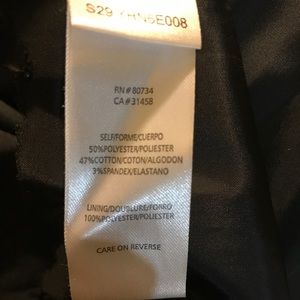 RN#80734
CA#31458
SELF/FORME/CUERPO
50%POLYESTER/POLIESTER
47%COTTON/COTON/ALGODON
3%SPANDEX/ELASTANO
LINING/DOUBLURE/FORRO
100%POLYESTER/POLIESTER
CARE ON REVERSE